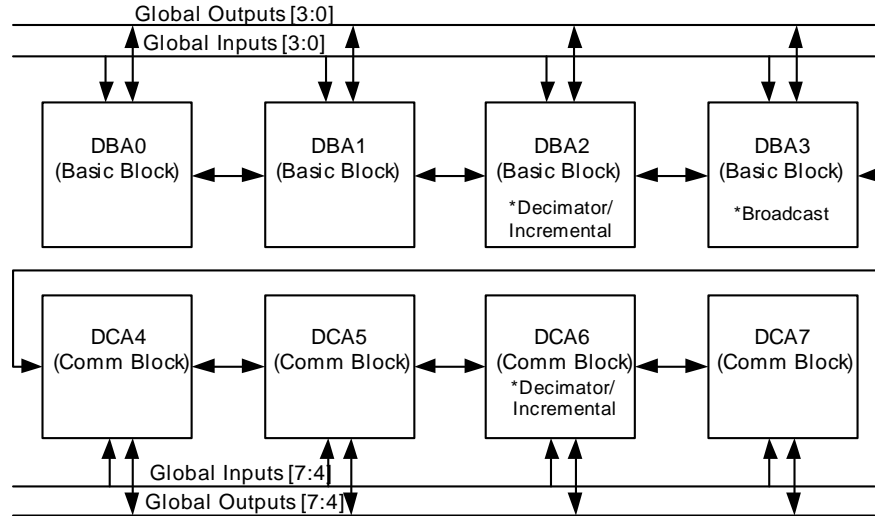 Global Outputs [3:0]
Global Inputs [3:0]
DBA0
(Basic Block)
DBA1
(Basic Block)
DBA2
(Basic Block)
*Decimator/
Incremental
DBA3
(Basic Block)
*Broadcast
DCA4
(Comm Block)
DCA5
(Comm Block)
DCA6
(Comm Block)
*Decimator/
Incremental
DCA7
(Comm Block)
Global Inputs [7:4]
Global Outputs [7:4]